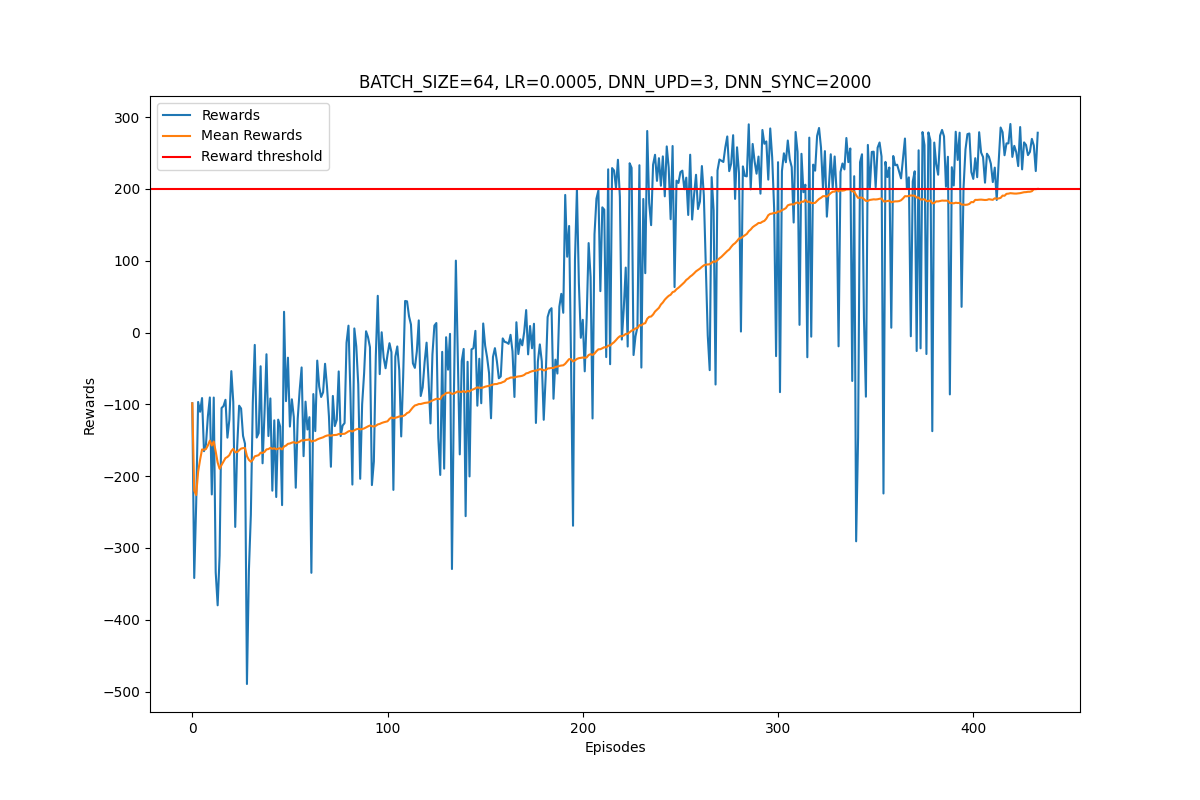 BATCH_SIZE=64, LR=0.0005, DNN_UPD=3, DNN_SYNC=2000
Rewards
Mean Rewards
Reward threshold
300
200
100
0
−100
−200
−300
−400
−500
Rewards
0 100 200 300 400
Episodes